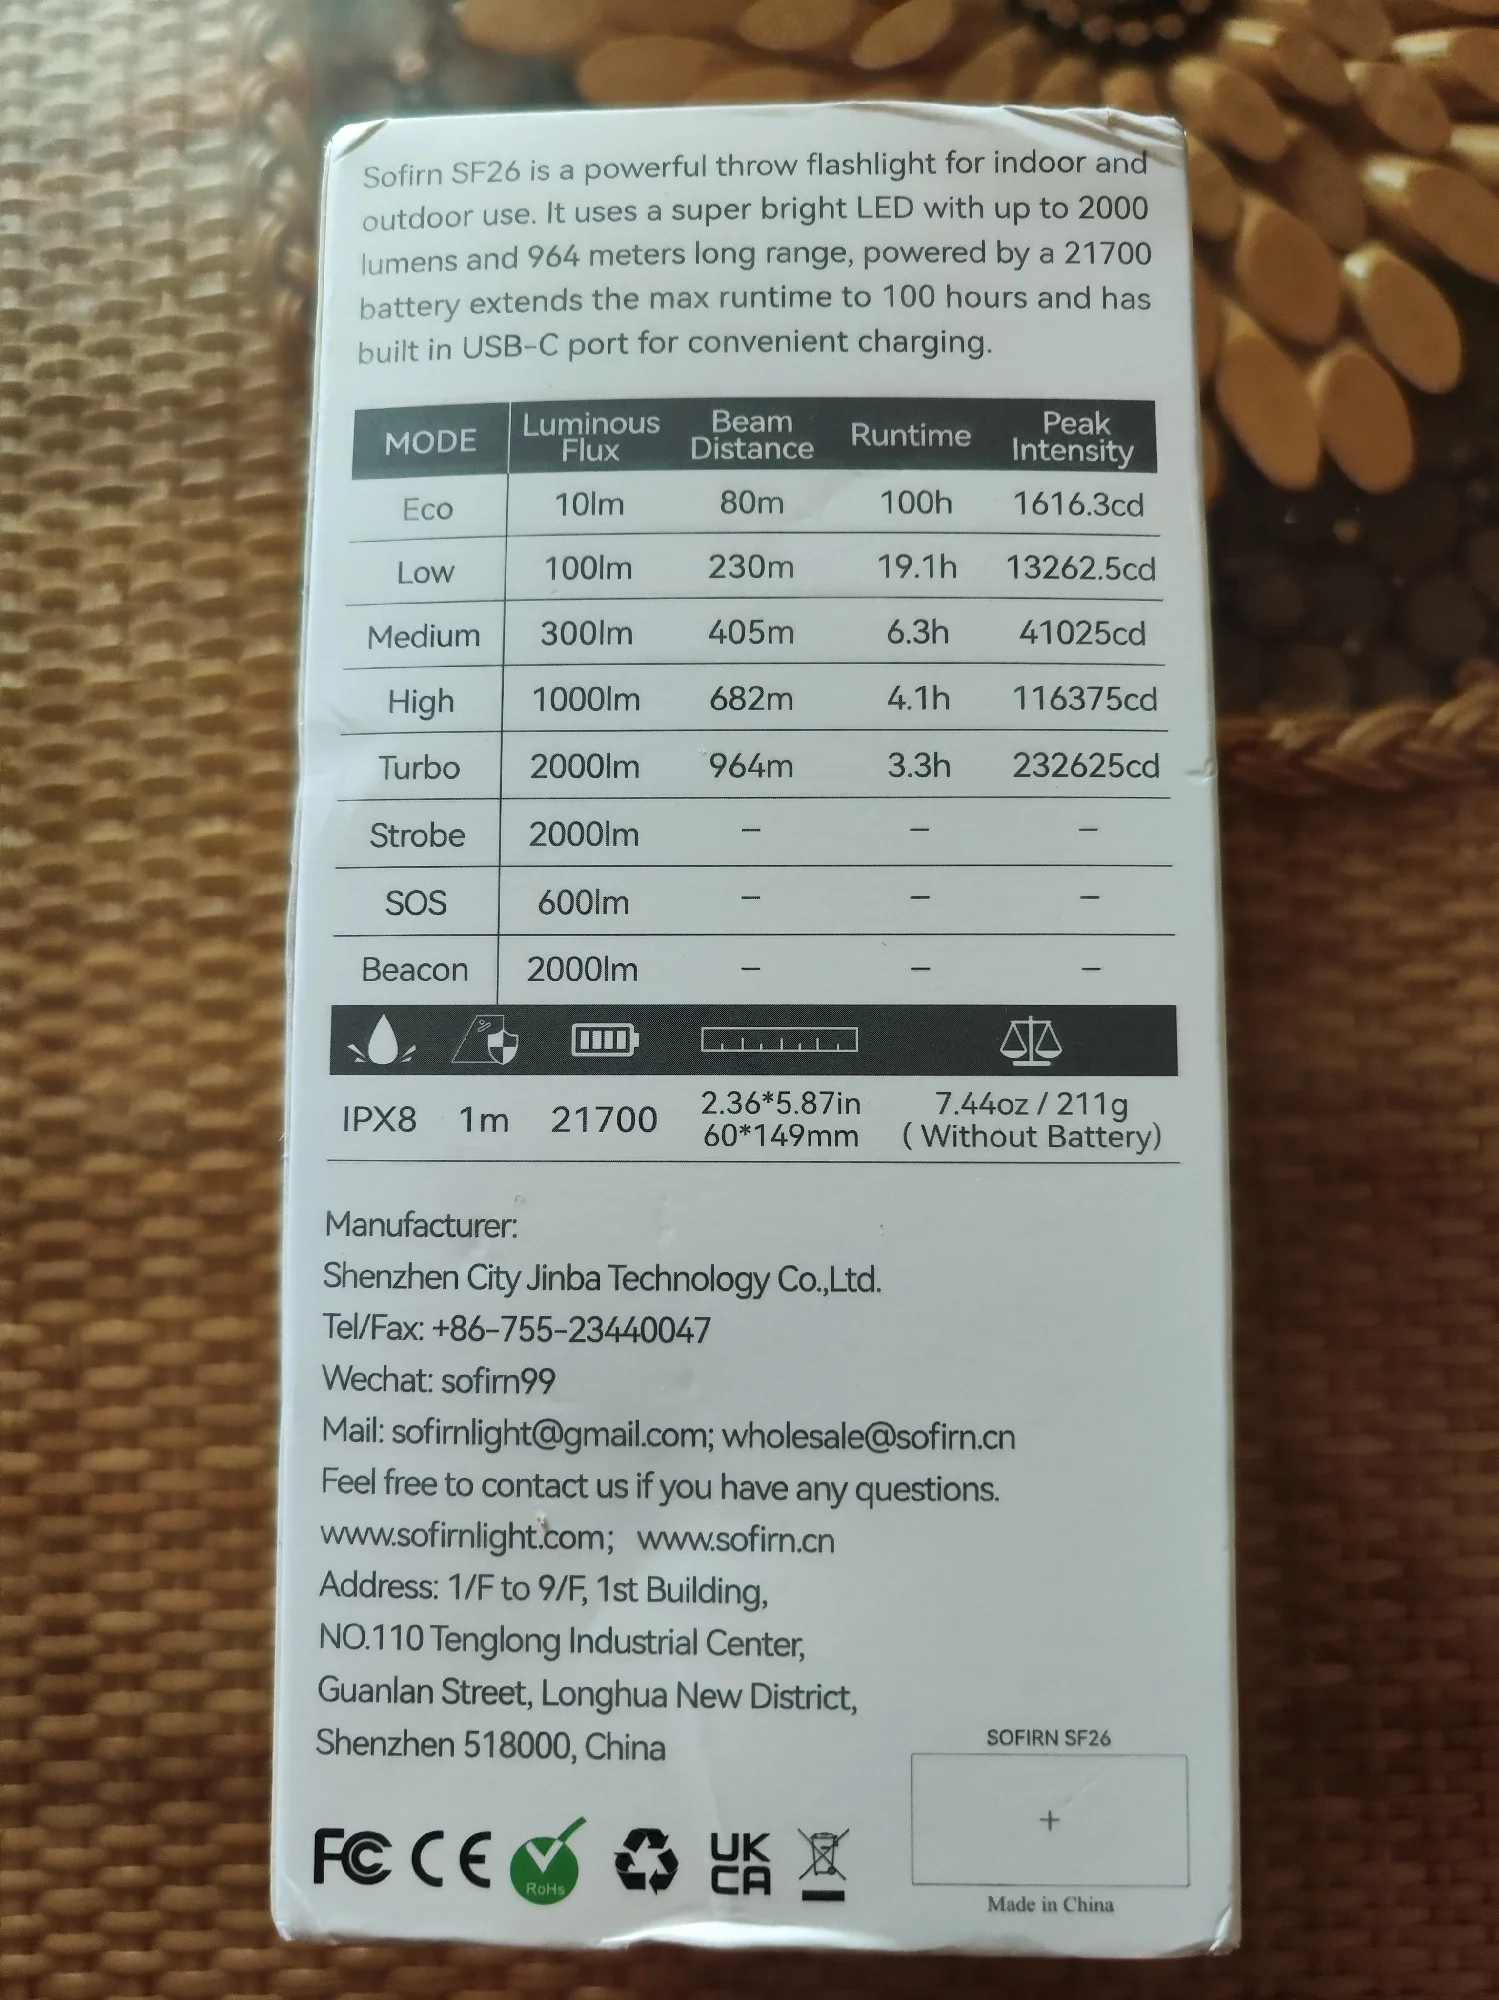 Sofirn SF26 is a powerful throw flashlight for indoor and
outdoor use. It uses a super bright LED with up to 2000
lumens and 964 meters long range, powered by a 21700
battery extends the max runtime to 100 hours and has
built in USB-C port for convenient charging.
MODE Luminous Flux Beam Distance Runtime Peak Intensity
Eco 10lm 80m 100h 1616.3cd
Low 100lm 230m 19.1h 13262.5cd
Medium 300lm 405m 6.3h 41025cd
High 1000lm 682m 4.1h 116375cd
Turbo 2000lm 964m 3.3h 232625cd
Strobe 2000lm – – –
SOS 600lm – – –
Beacon 2000lm – – –
IPX8 1m 21700 2.36*5.87in 7.44oz / 211g
60*149mm ( Without Battery)
Manufacturer:
Shenzhen City Jinba Technology Co.,Ltd.
Tel/Fax: +86-755-23440047
Wechat: sofirn99
Mail: sofirnlight@gmail.com; wholesale@sofirn.cn
Feel free to contact us if you have any questions.
www.sofirnlight.com; www.sofirn.cn
Address: 1/F to 9/F, 1st Building,
NO.110 Tenglong Industrial Center,
Guanlan Street, Longhua New District,
Shenzhen 518000, China
SOFIRN SF26
+
FC CE RoHs UK
CA
Made in China